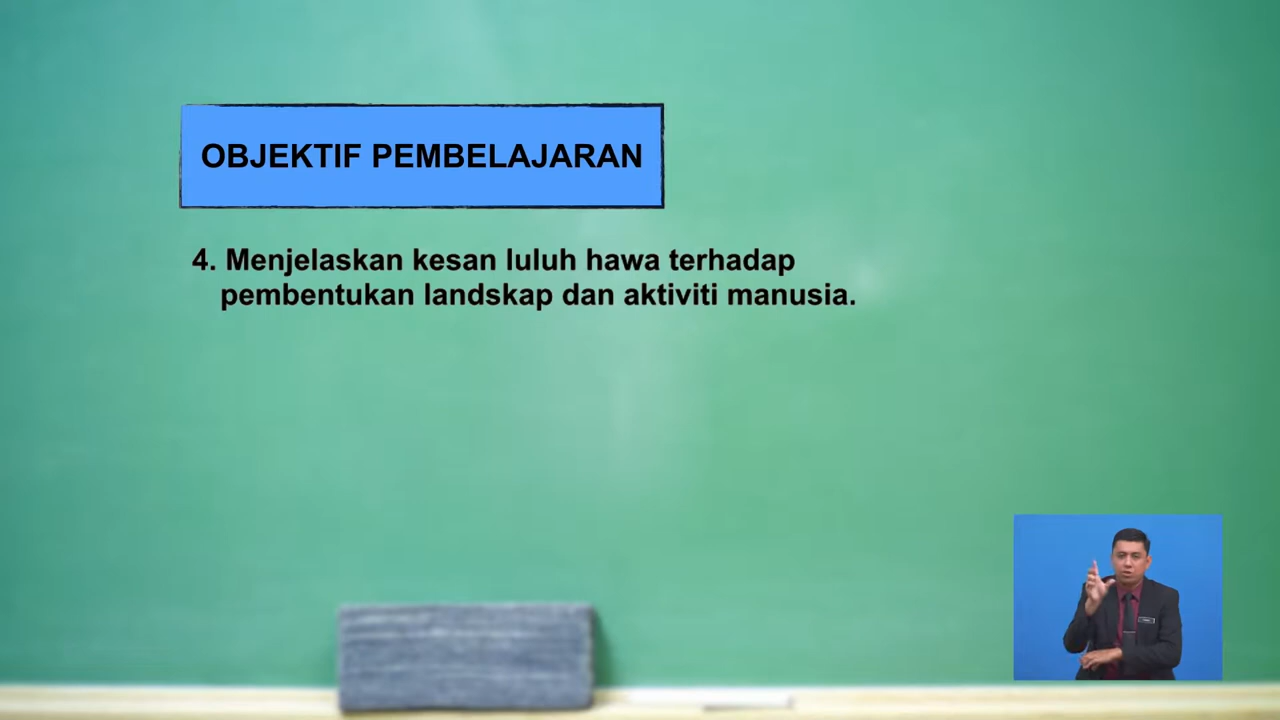 OBJEKTIF PEMBELAJARAN
4. Menjelaskan kesan luluh hawa terhadap
pembentukan landskap dan aktiviti manusia.